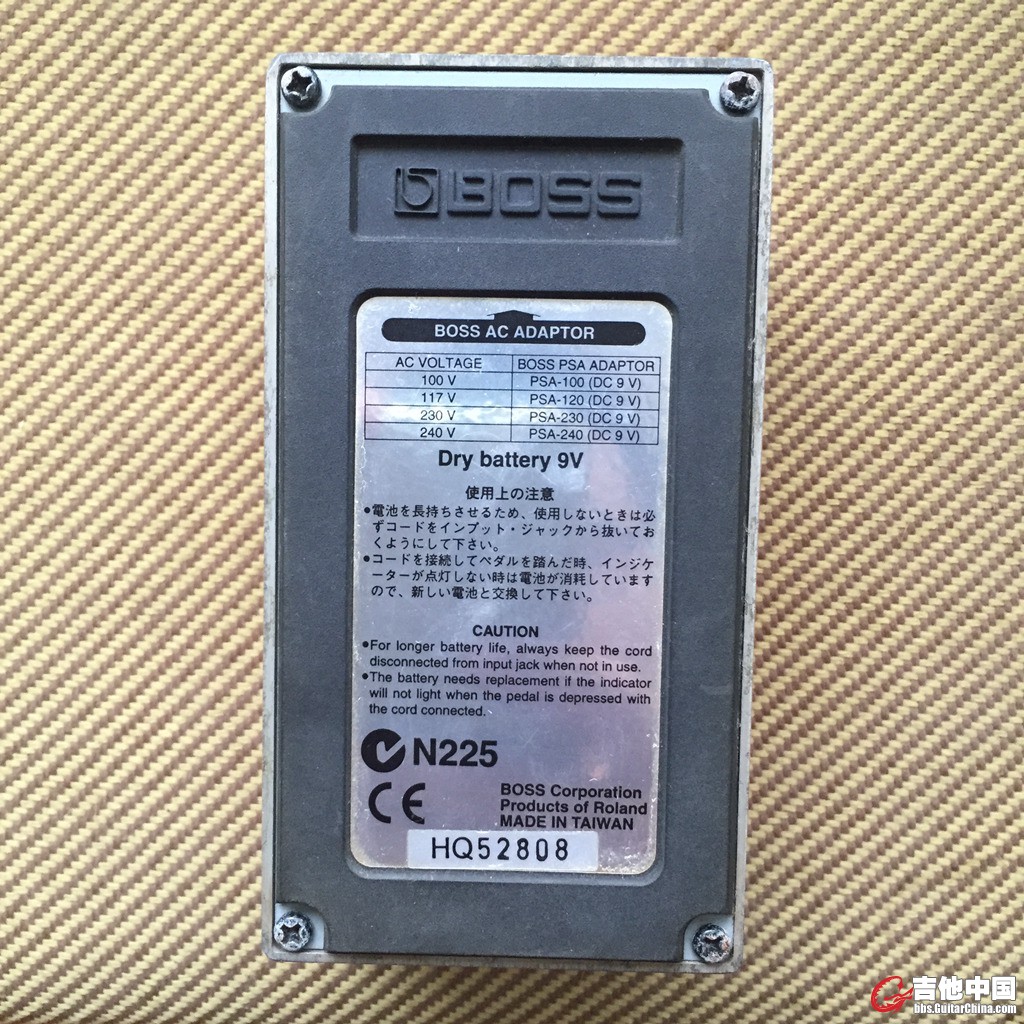 BOSS
BOSS AC ADAPTOR
AC VOLTAGE BOSS PSA ADAPTOR
100 V PSA-100 (DC 9 V)
117 V PSA-120 (DC 9 V)
230 V PSA-230 (DC 9 V)
240 V PSA-240 (DC 9 V)
Dry battery 9V
使用上の注意
●電池を長持ちさせるため、使用しないときは必
ずコードをインプット・ジャックから抜いてお
くようにして下さい。
●コードを接続してペダルを踏んだ時、インジケ
ーターが点灯しない時は電池が消耗しています
ので、新しい電池と交換して下さい。
CAUTION
●For longer battery life, always keep the cord
disconnected from input jack when not in use.
●The battery needs replacement if the indicator
will not light when the pedal is depressed with
the cord connected.
N225
CE
BOSS Corporation
Products of Roland
MADE IN TAIWAN
HQ52808
吉他中国
bbs.GuitarChina.com